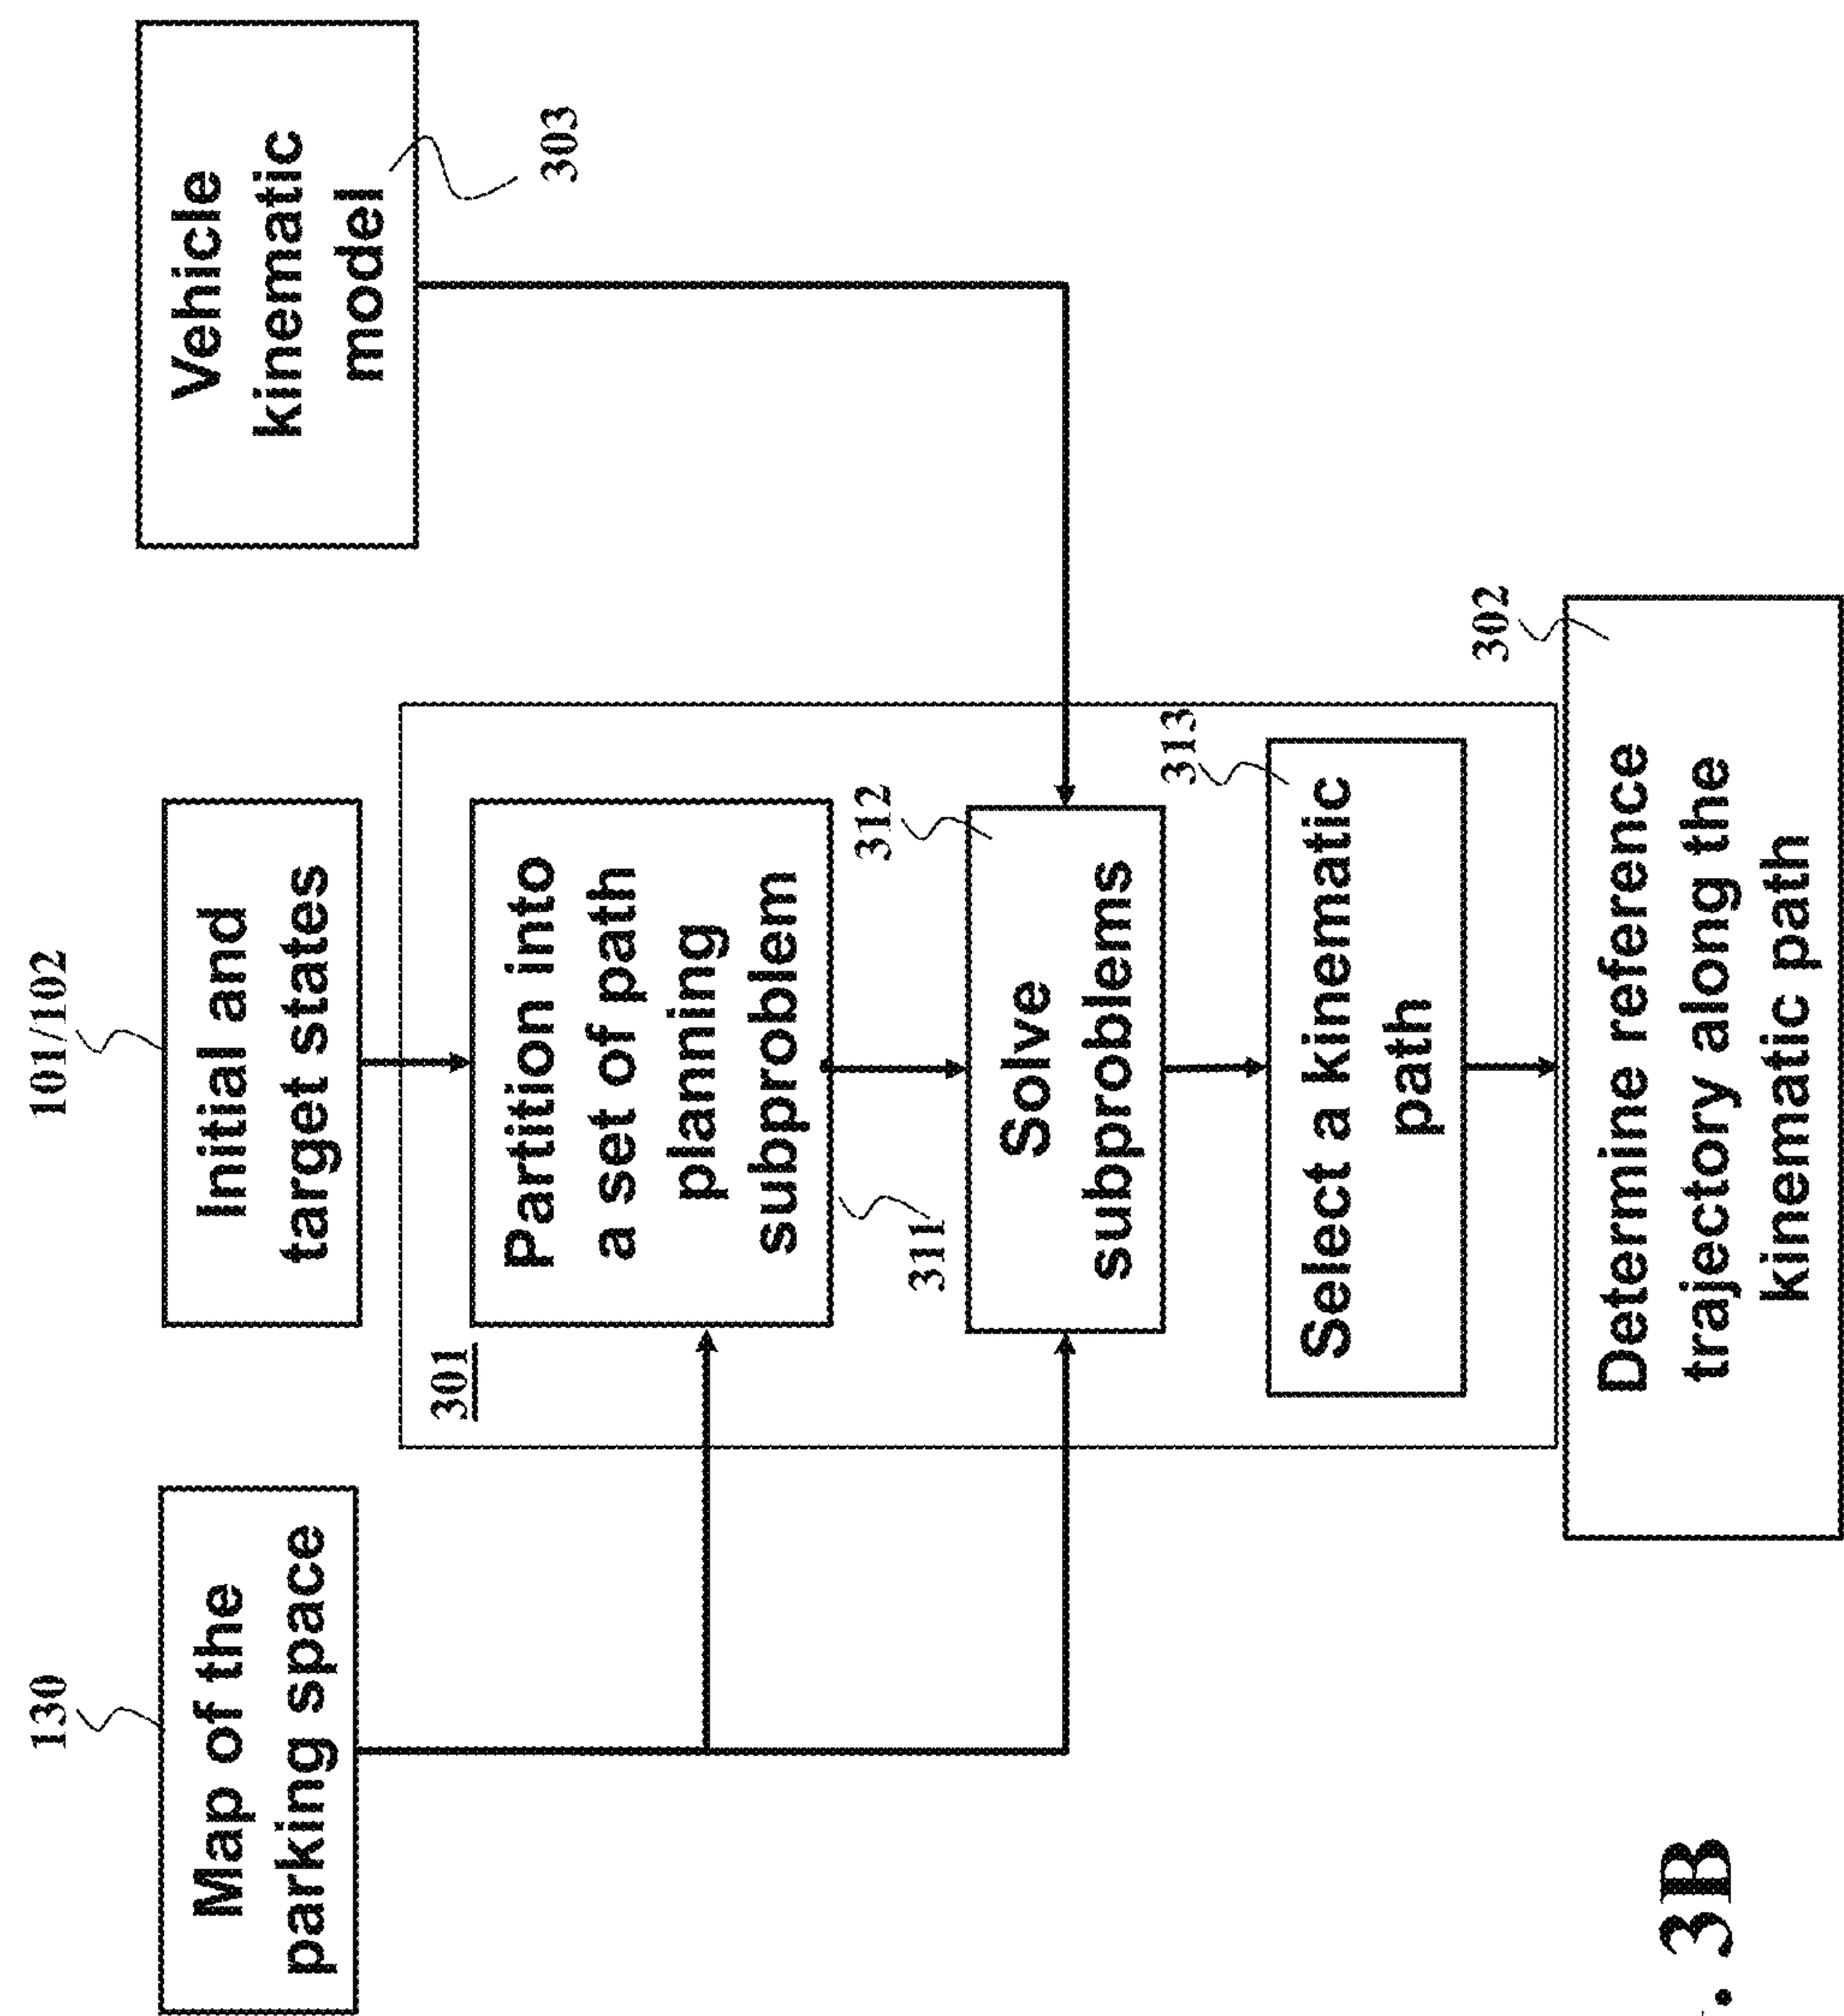 130
Map of the
parking space
101/102
Initial and
target states
Vehicle
kinematic
model
303
301
Partition into
a set of path
planning
subproblem
311
312
Solve
subproblems
313
Select a kinematic
path
302
Determine reference
trajectory along the
kinematic path
. 3B